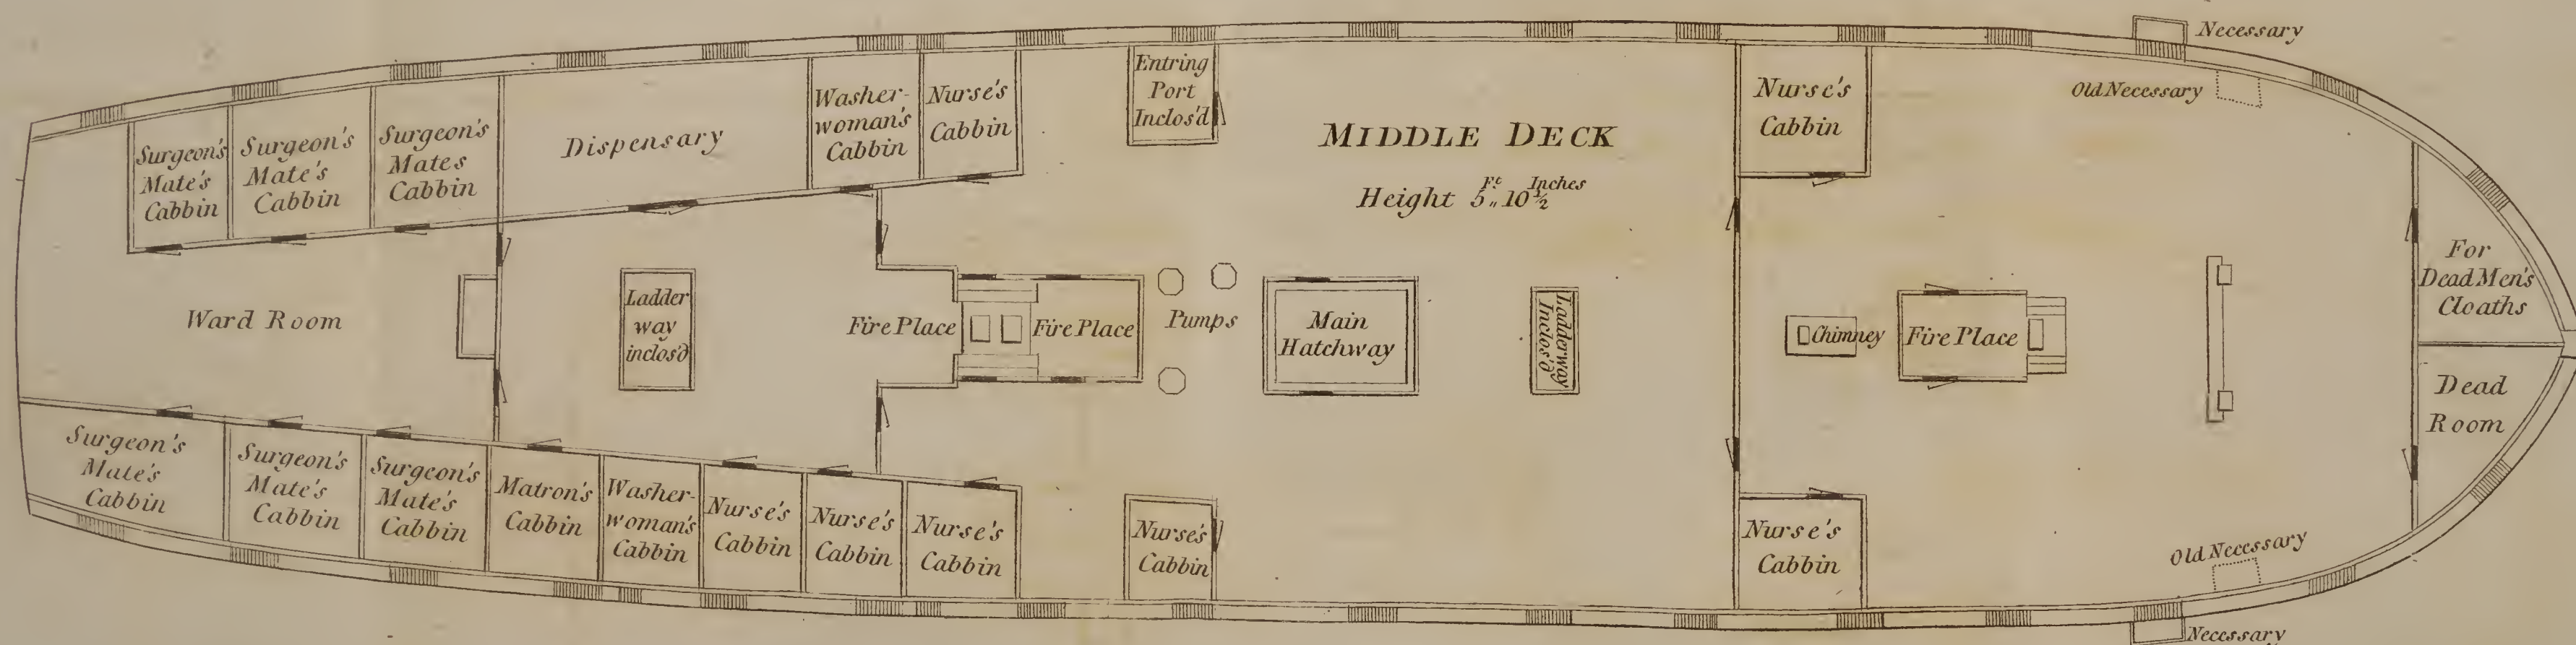 Surgeon's
Mate's
Cabbin
Surgeon's
Mate's
Cabbin
Surgeon's
Mates
Cabbin
Dispensary
Washer-
woman's
Cabbin
Nurse's
Cabbin
Entring
Port
Inclos'd
MIDDLE DECK
Height 5 Ft „ 10 ½ Inches
Nurse's
Cabbin
Necessary
Old Necessary
Ward Room
Ladder
way
inclos'd
Fire Place
Fire Place
Pumps
Main
Hatchway
Ladderway
Inclos'd
Chimney
Fire Place
For
Dead Men's
Cloaths
Dead
Room
Surgeon's
Mate's
Cabbin
Surgeon's
Mate's
Cabbin
Surgeon's
Mate's
Cabbin
Matron's
Cabbin
Washer-
woman's
Cabbin
Nurse's
Cabbin
Nurse's
Cabbin
Nurse's
Cabbin
Nurse's
Cabbin
Nurse's
Cabbin
Old Necessary
Necessary